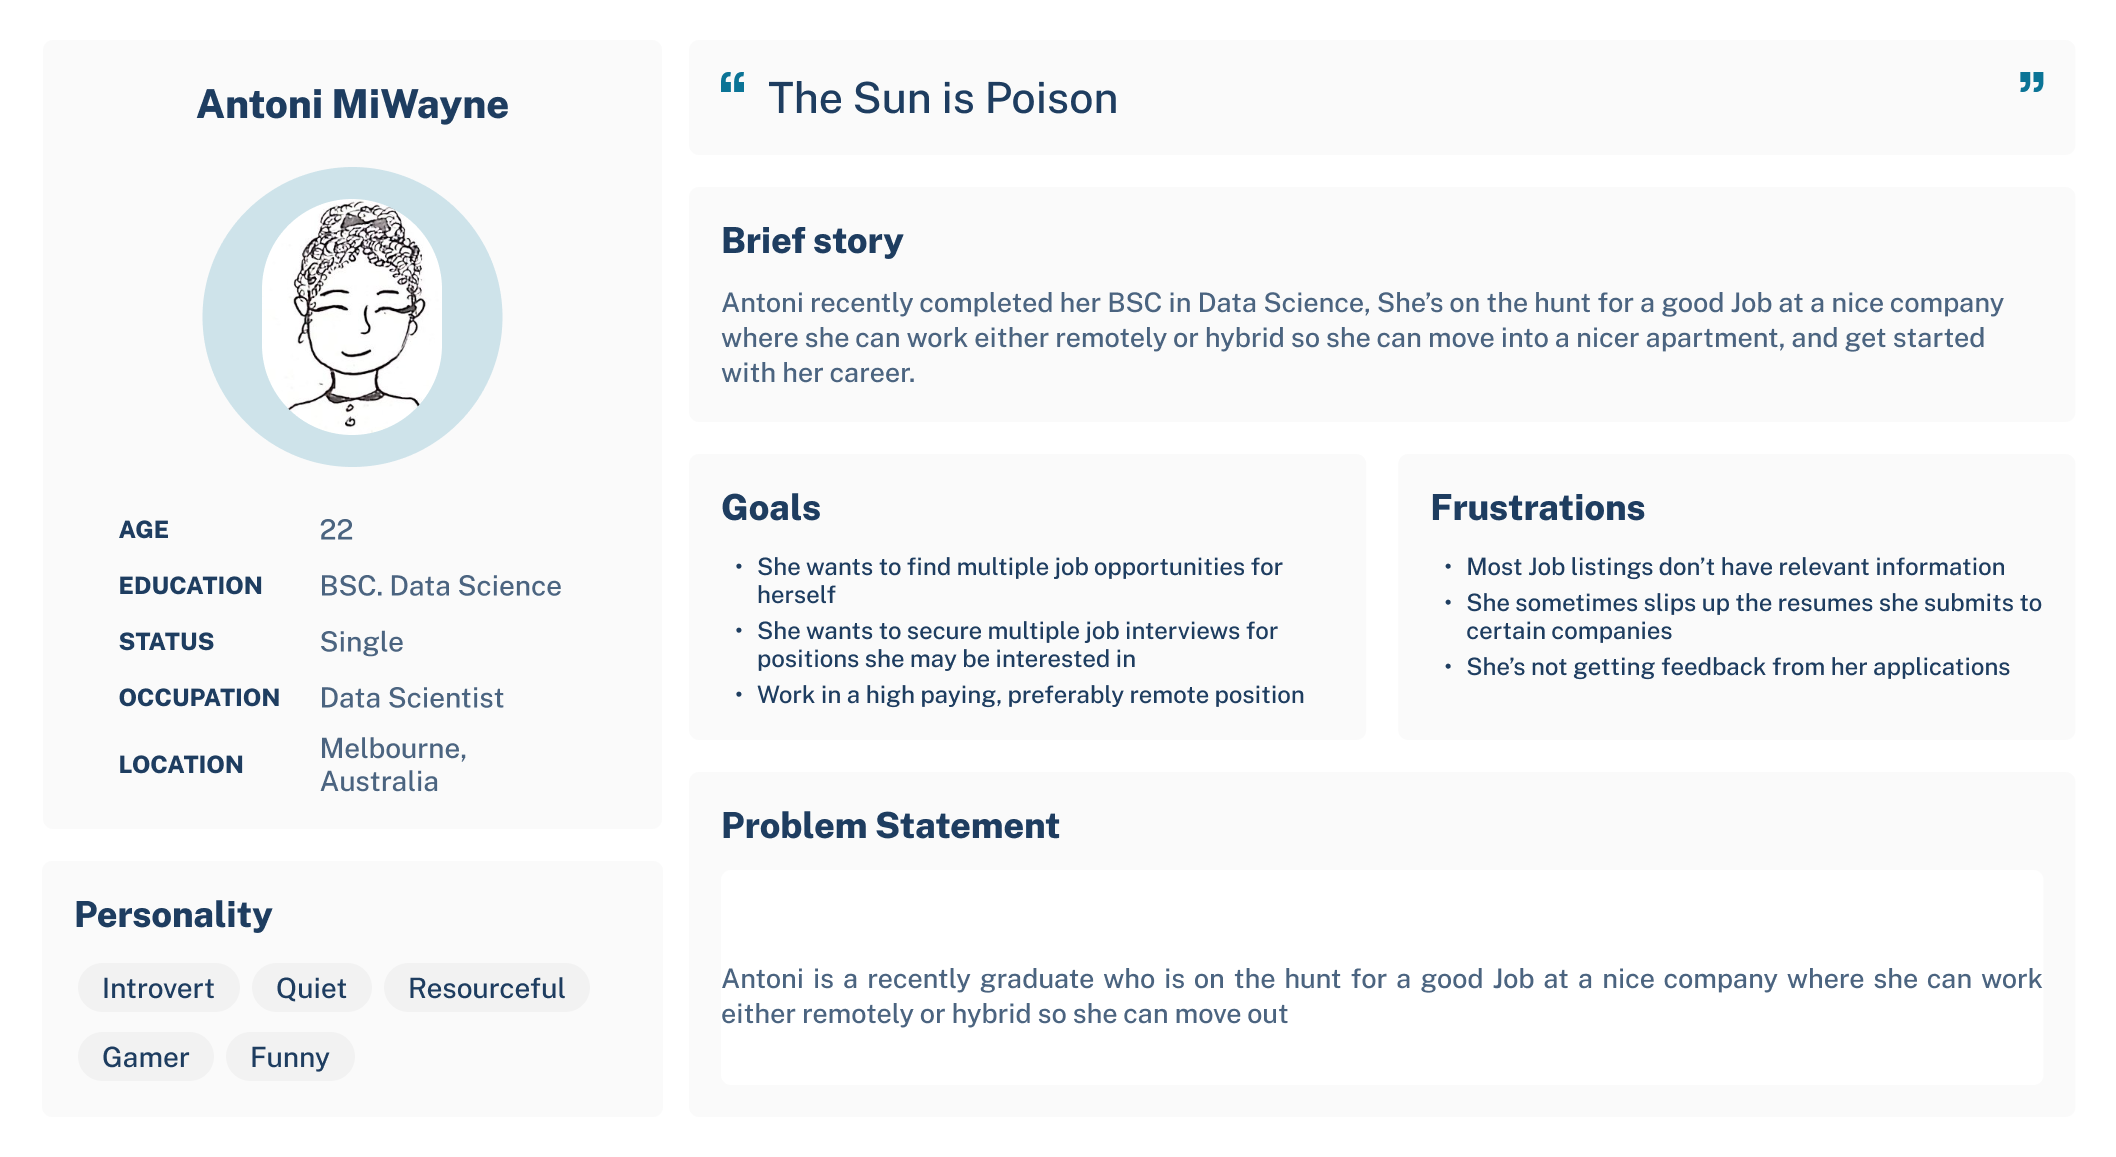 Antoni MiWayne
AGE 22
EDUCATION BSC. Data Science
STATUS Single
OCCUPATION Data Scientist
LOCATION Melbourne,
Australia
Personality
Introvert Quiet Resourceful
Gamer Funny
“ The Sun is Poison ”
Brief story
Antoni recently completed her BSC in Data Science, She’s on the hunt for a good Job at a nice company
where she can work either remotely or hybrid so she can move into a nicer apartment, and get started
with her career.
Goals
• She wants to find multiple job opportunities for
herself
• She wants to secure multiple job interviews for
positions she may be interested in
• Work in a high paying, preferably remote position
Frustrations
• Most Job listings don’t have relevant information
• She sometimes slips up the resumes she submits to
certain companies
• She’s not getting feedback from her applications
Problem Statement
Antoni is a recently graduate who is on the hunt for a good Job at a nice company where she can work
either remotely or hybrid so she can move out